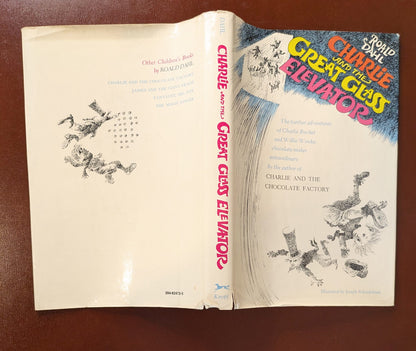 Other Children's Books
by ROALD DAHL
CHARLIE AND THE CHOCOLATE FACTORY
JAMES AND THE GIANT PEACH
FANTASTIC MR. FOX
THE MAGIC FINGER
DAHL
CHARLIE AND THE GREAT GLASS ELEVATOR
Knopf
ROALD
DAHL
CHARLIE
AND THE
GREAT GLASS
ELEVATOR
The further adventures
of Charlie Bucket
and Willy Wonka,
chocolate-maker
extraordinary
by the author of
CHARLIE AND THE
CHOCOLATE FACTORY
Illustrated by Joseph Schindelman